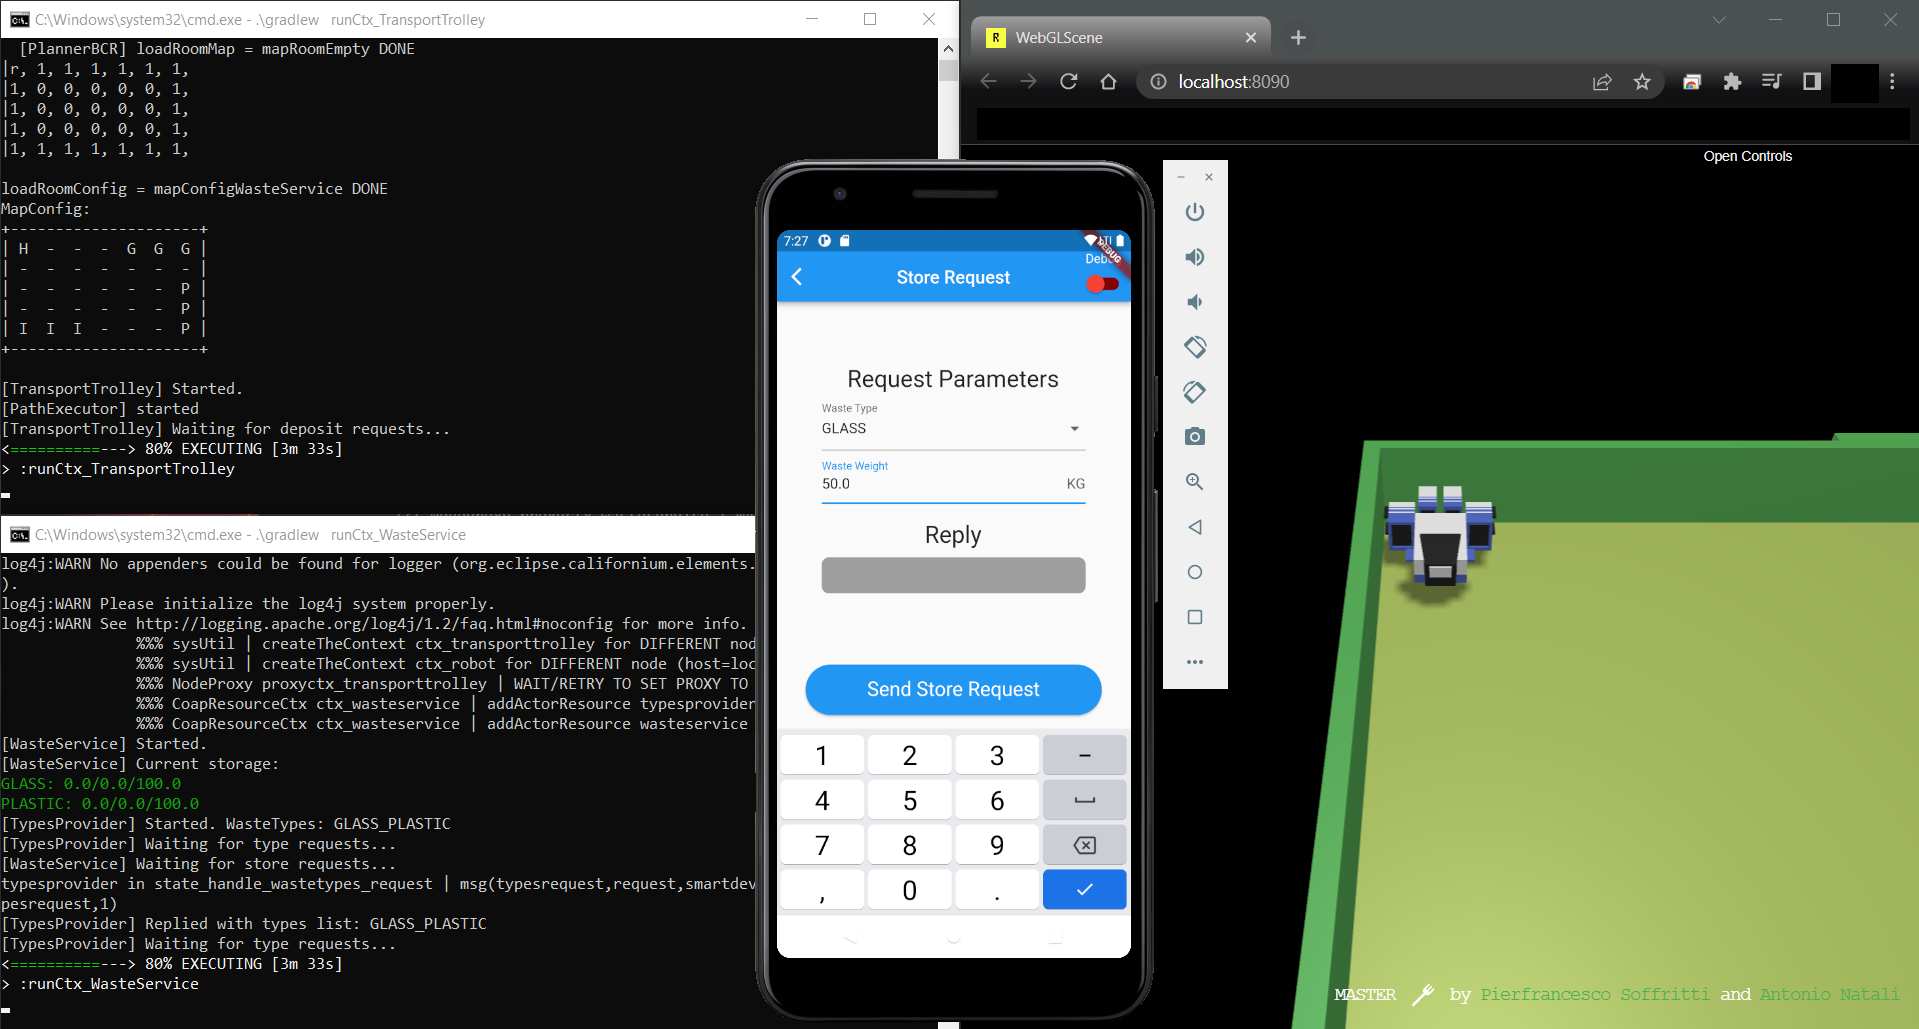 C:\Windows\system32\cmd.exe - .\gradlew  runCtx_TransportTrolley
[PlannerBCR] loadRoomMap = mapRoomEmpty DONE
|r, 1, 1, 1, 1, 1, 1,
|1, 0, 0, 0, 0, 0, 1,
|1, 0, 0, 0, 0, 0, 1,
|1, 0, 0, 0, 0, 0, 1,
|1, 1, 1, 1, 1, 1, 1,
loadRoomConfig = mapConfigWasteService DONE
MapConfig:
+---------------------+
| H  -  -  -  G  G  G |
| -  -  -  -  -  -  - |
| -  -  -  -  -  -  P |
| -  -  -  -  -  -  P |
| I  I  I  -  -  -  P |
+---------------------+
[TransportTrolley] Started.
[PathExecutor] started
[TransportTrolley] Waiting for deposit requests...
<==========---> 80% EXECUTING [3m 33s]
> :runCtx_TransportTrolley
C:\Windows\system32\cmd.exe - .\gradlew  runCtx_WasteService
log4j:WARN No appenders could be found for logger (org.eclipse.californium.elements.
).
log4j:WARN Please initialize the log4j system properly.
log4j:WARN See http://logging.apache.org/log4j/1.2/faq.html#noconfig for more info.
%%% sysUtil | createTheContext ctx_transporttrolley for DIFFERENT nod
%%% sysUtil | createTheContext ctx_robot for DIFFERENT node (host=loc
%%% NodeProxy proxyctx_transporttrolley | WAIT/RETRY TO SET PROXY TO
%%% CoapResourceCtx ctx_wasteservice | addActorResource typesprovider
%%% CoapResourceCtx ctx_wasteservice | addActorResource wasteservice
[WasteService] Started.
[WasteService] Current storage:
GLASS: 0.0/0.0/100.0
PLASTIC: 0.0/0.0/100.0
[TypesProvider] Started. WasteTypes: GLASS_PLASTIC
[TypesProvider] Waiting for type requests...
[WasteService] Waiting for store requests...
typesprovider in state_handle_wastetypes_request | msg(typesrequest,request,smartdev
pesrequest,1)
[TypesProvider] Replied with types list: GLASS_PLASTIC
[TypesProvider] Waiting for type requests...
<==========---> 80% EXECUTING [3m 33s]
> :runCtx_WasteService
7:27
DEBUG
Store Request
Request Parameters
Waste Type
GLASS
Waste Weight
50.0 KG
Reply
Send Store Request
1 2 3 -
4 5 6
7 8 9
, 0 .
R WebGLScene
localhost:8090
Open Controls
MASTER by Pierfrancesco Soffritti and Antonio Natali